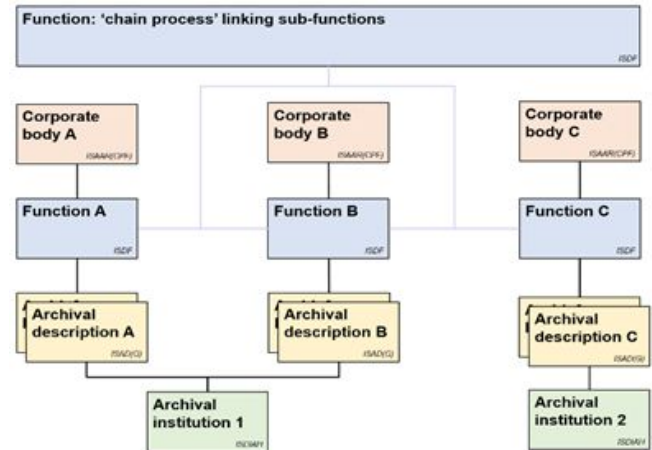 Function: ‘chain process’ linking sub-functions
ISDF
Corporate
body A
ISAAR(CPF)
Corporate
body B
ISAAR(CPF)
Corporate
body C
ISAAR(CPF)
Function A
ISDF
Function B
ISDF
Function C
ISDF
Archival
description A
ISAD(G)
Archival
description B
ISAD(G)
Archival
description C
ISAD(G)
Archival
institution 1
ISDIAH
Archival
institution 2
ISDIAH